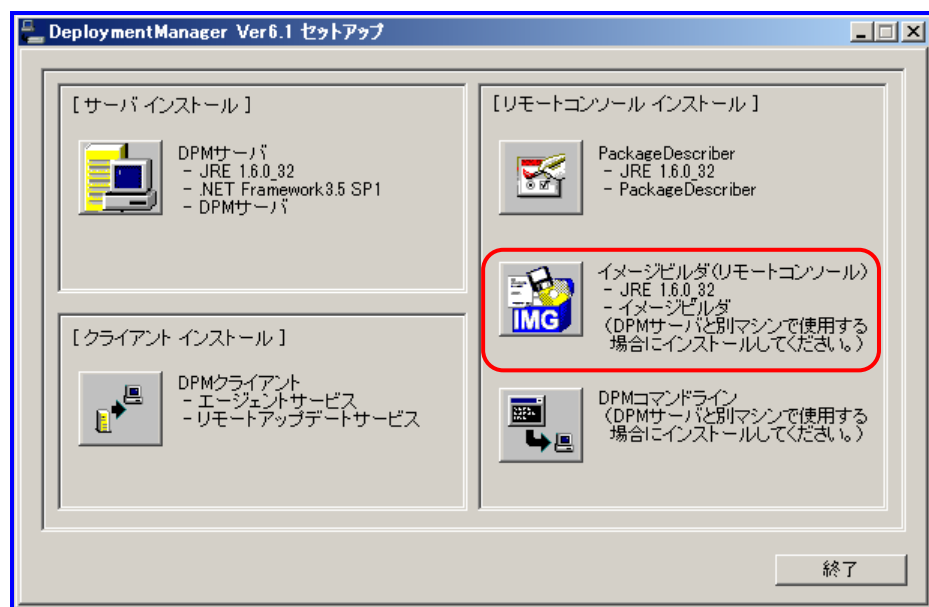 DeploymentManager Ver6.1 セットアップ
[ サーバ インストール ]
DPMサーバ
- JRE 1.6.0_32
- .NET Framework3.5 SP1
- DPMサーバ
[ クライアント インストール ]
DPMクライアント
- エージェントサービス
- リモートアップデートサービス
[リモートコンソール インストール ]
PackageDescriber
- JRE 1.6.0_32
- PackageDescriber
IMG
イメージビルダ(リモートコンソール)
- JRE 1.6.0_32
- イメージビルダ
(DPMサーバと別マシンで使用する
場合にインストールしてください。)
DPMコマンドライン
(DPMサーバと別マシンで使用する
場合にインストールしてください。)
終了